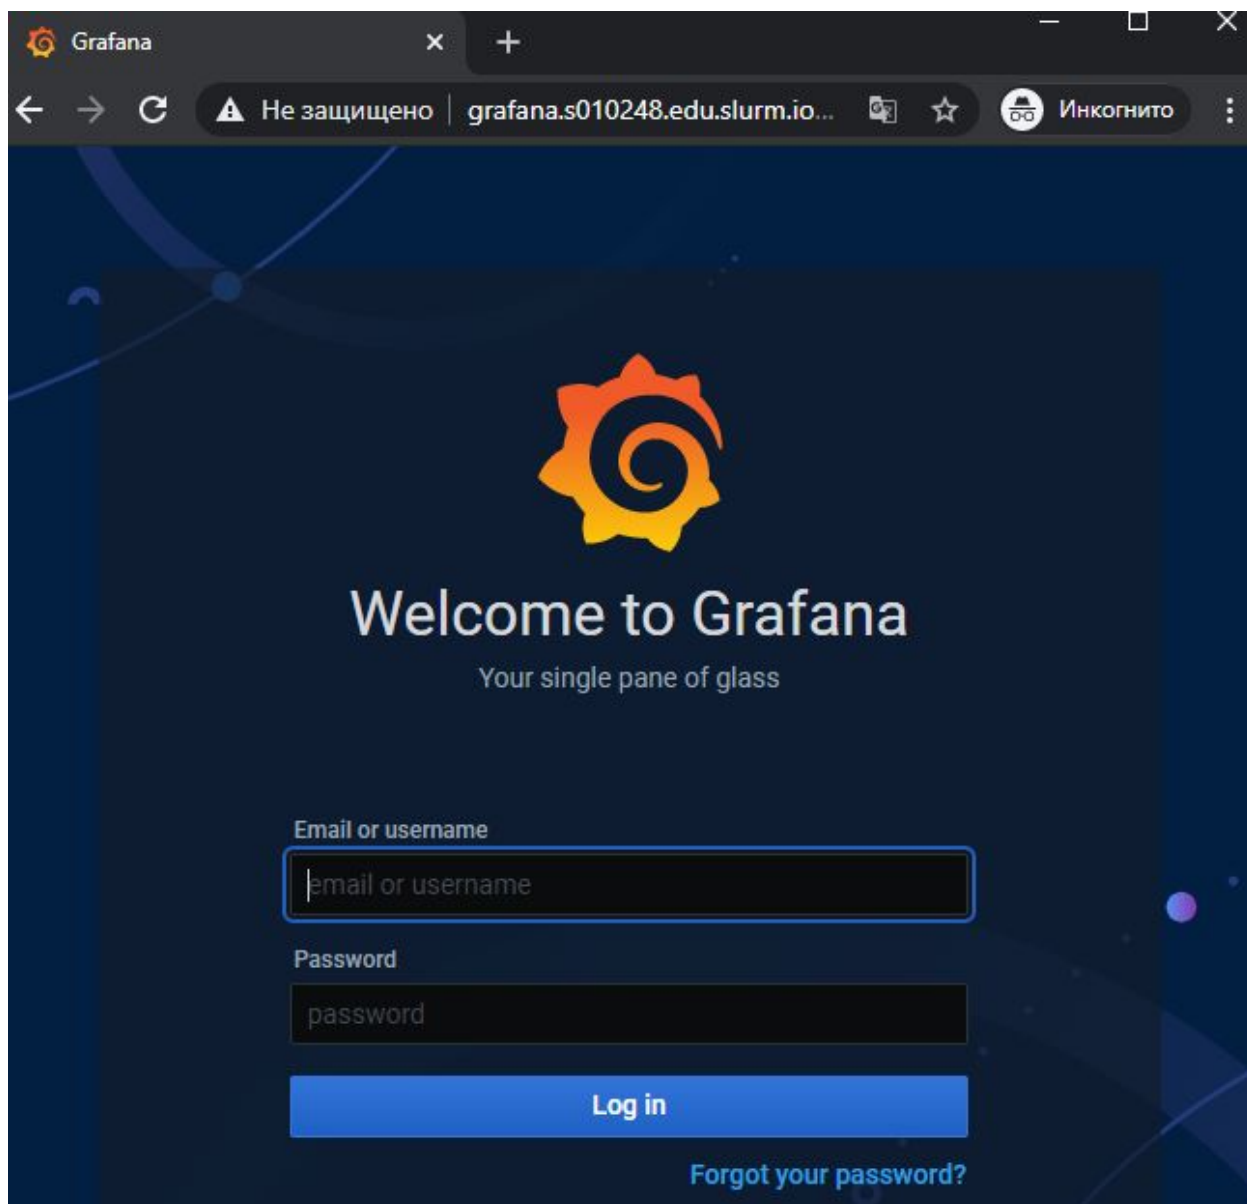 Grafana
Не защищено grafana.s010248.edu.slurm.io... Инкогнито
Welcome to Grafana
Your single pane of glass
Email or username
email or username
Password
password
Log in
Forgot your password?